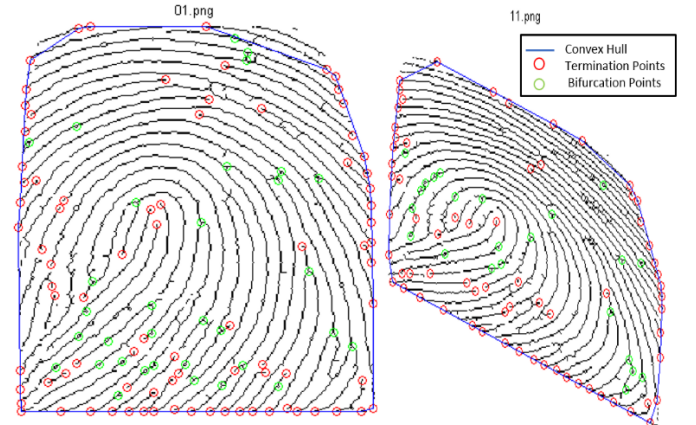 01.png
11.png
Convex Hull
Termination Points
Bifurcation Points